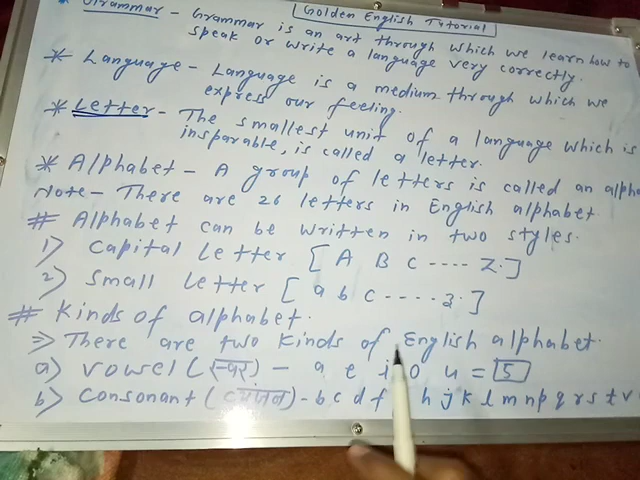 Golden English Tutorial
* Grammar - Grammar is an art through which we learn how to
speak or write a language very correctly.
* Language - Language is a medium through which we
express our feeling.
* Letter - The smallest unit of a language which is
insparable, is called a letter.
* Alphabet - A group of letters is called an alpha
Note - There are 26 letters in English alphabet.
# Alphabet can be written in two styles.
1) Capital Letter [ A B C ---- Z.]
2) Small Letter [ a b c ----- z.]
# Kinds of alphabet.
⇒ There are two kinds of English alphabet.
a) Vowel (स्वर) - a e i o u = 5
b) Consonant (व्यंजन) - b c d f h j k l m n p q r s t v